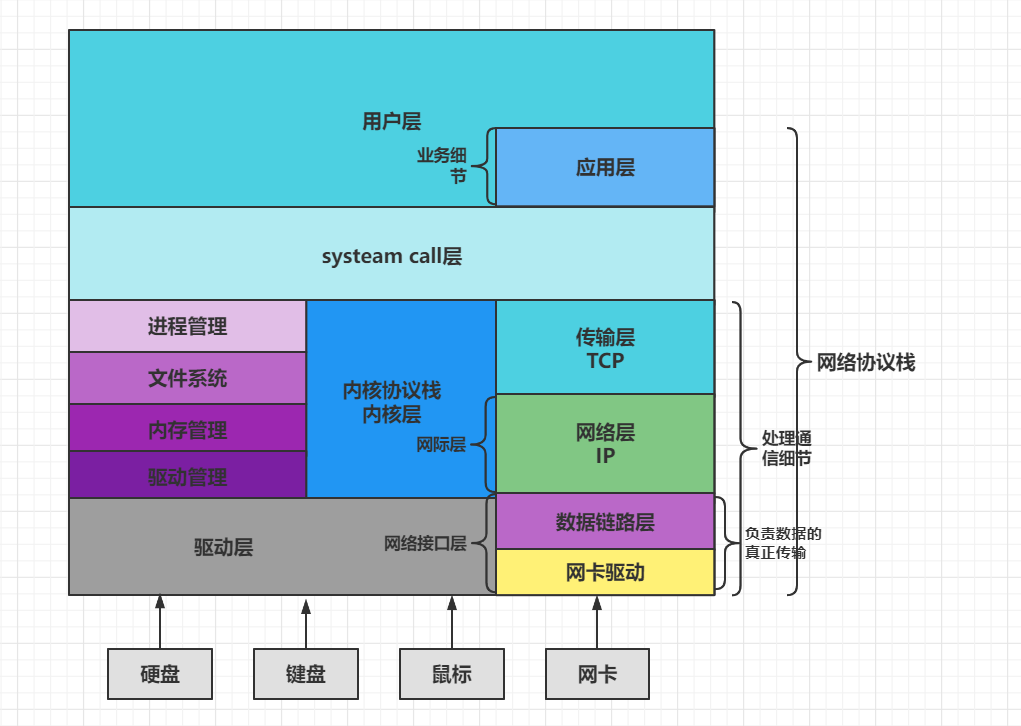 用户层
业务细
节
应用层
systeam call层
进程管理
文件系统
内存管理
驱动管理
内核协议栈
内核层
网际层
传输层
TCP
网络层
IP
网络协议栈
处理通
信细节
驱动层
网络接口层
数据链路层
网卡驱动
负责数据的
真正传输
硬盘
键盘
鼠标
网卡